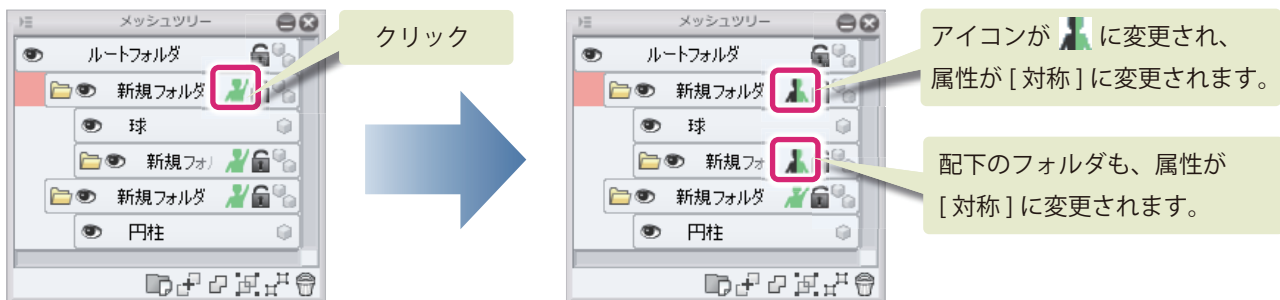 メッシュツリー
ルートフォルダ
新規フォルダ
球
新規フォル
新規フォルダ
円柱
クリック
メッシュツリー
ルートフォルダ
新規フォルダ
球
新規フォ
新規フォルダ
円柱
アイコンが に変更され、
属性が [ 対称 ] に変更されます。
配下のフォルダも、属性が
[ 対称 ] に変更されます。